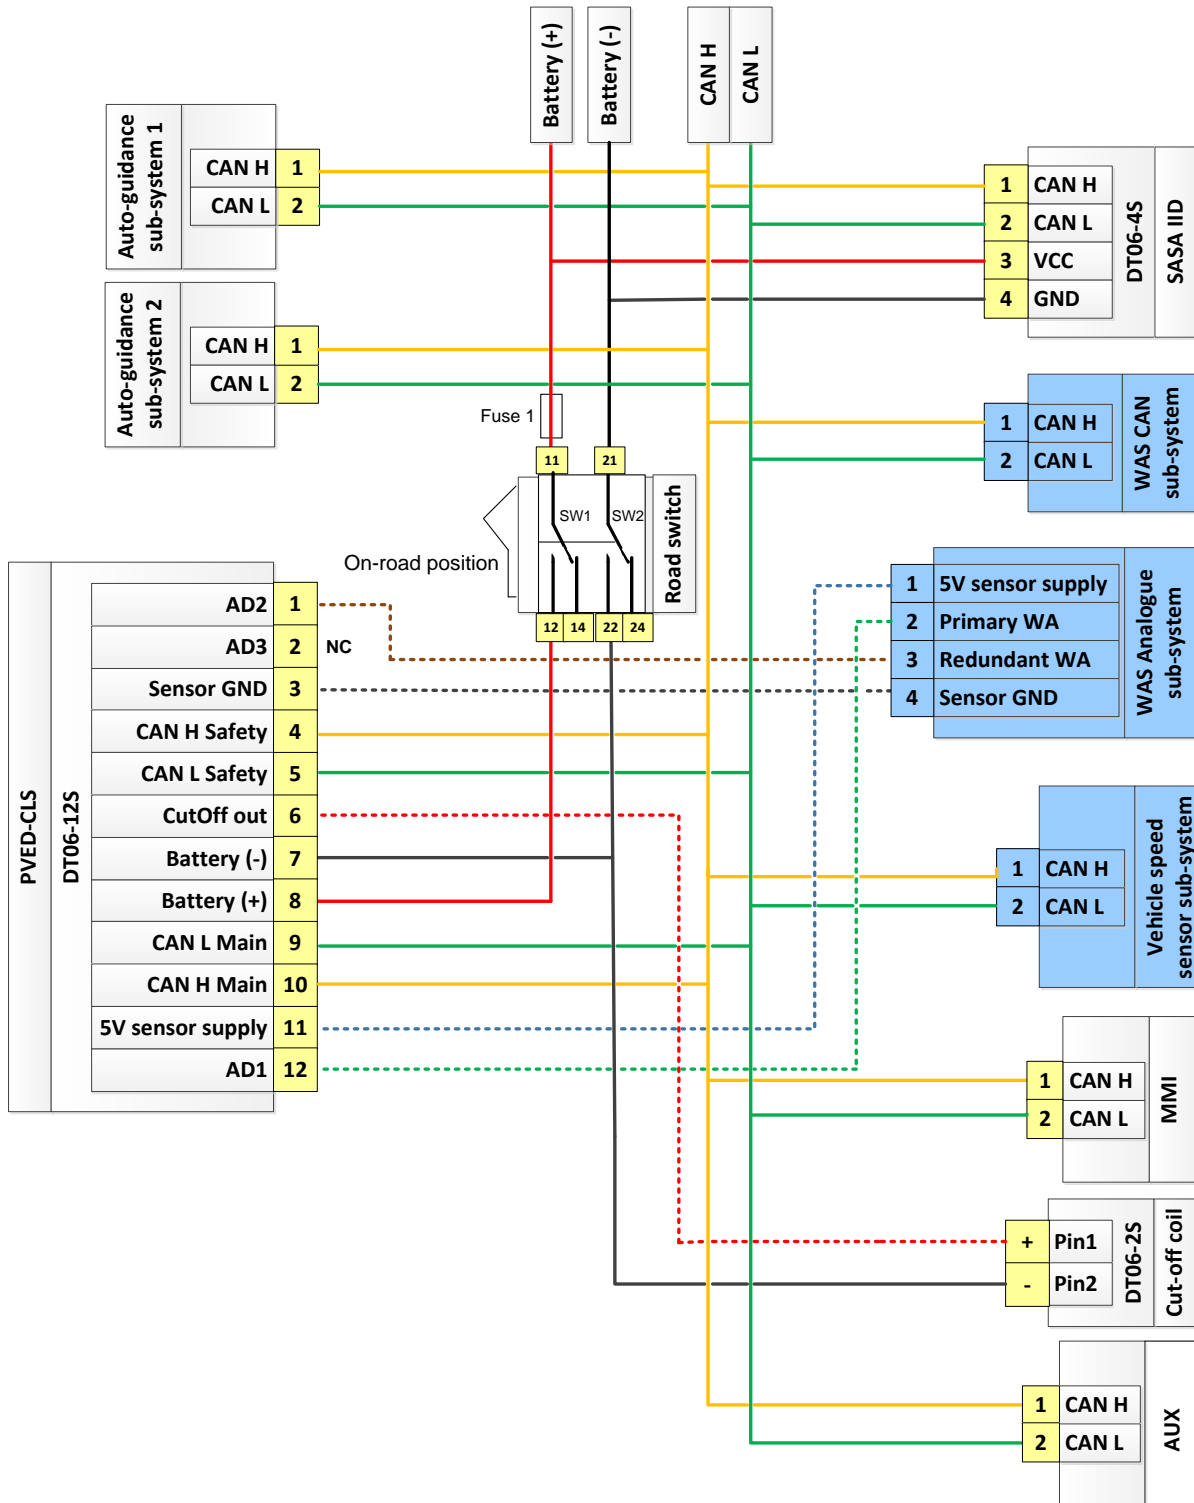 Battery (+)
Battery (-)
CAN H
CAN L
Auto-guidance
sub-system 1
CAN H 1
CAN L 2
Auto-guidance
sub-system 2
CAN H 1
CAN L 2
1 CAN H
2 CAN L
3 VCC
4 GND
DT06-4S
SASA IID
1 CAN H
2 CAN L
WAS CAN
sub-system
Fuse 1
11 21
SW1 SW2
Road switch
On-road position
12 14 22 24
PVED-CLS
DT06-12S
AD2 1
AD3 2 NC
Sensor GND 3
CAN H Safety 4
CAN L Safety 5
CutOff out 6
Battery (-) 7
Battery (+) 8
CAN L Main 9
CAN H Main 10
5V sensor supply 11
AD1 12
1 5V sensor supply
2 Primary WA
3 Redundant WA
4 Sensor GND
WAS Analogue
sub-system
1 CAN H
2 CAN L
Vehicle speed
sensor sub-system
1 CAN H
2 CAN L
MMI
+ Pin1
- Pin2
DT06-2S
Cut-off coil
1 CAN H
2 CAN L
AUX